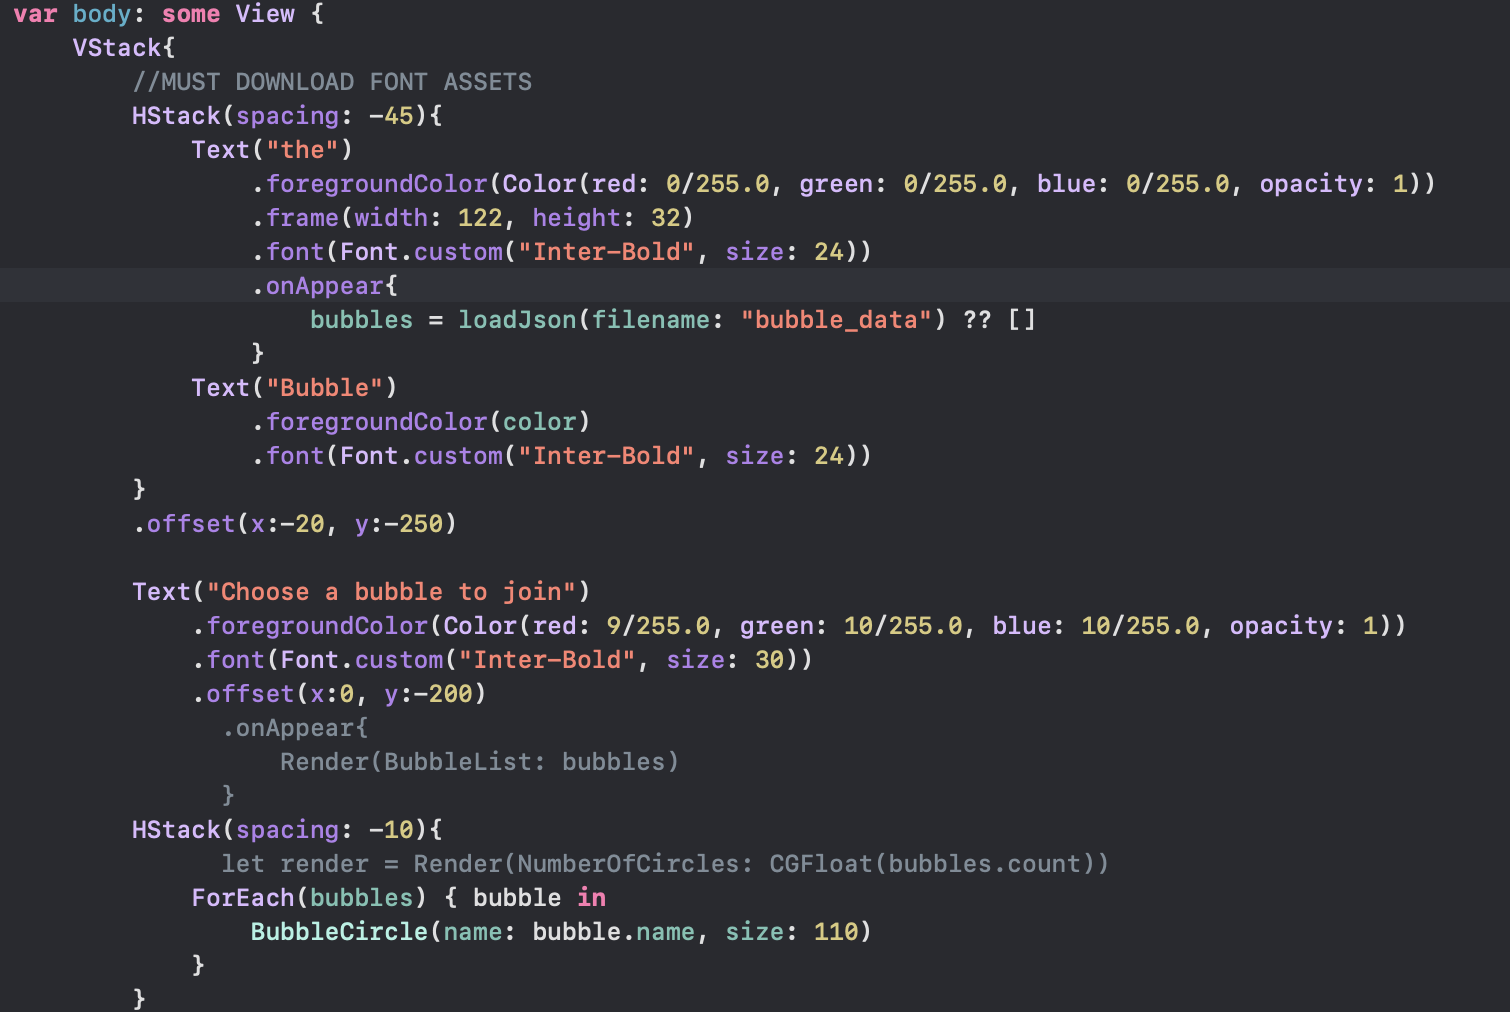 var body: some View {
    VStack{
        //MUST DOWNLOAD FONT ASSETS
        HStack(spacing: -45){
            Text("the")
                .foregroundColor(Color(red: 0/255.0, green: 0/255.0, blue: 0/255.0, opacity: 1))
                .frame(width: 122, height: 32)
                .font(Font.custom("Inter-Bold", size: 24))
                .onAppear{
                    bubbles = loadJson(filename: "bubble_data") ?? []
                }
            Text("Bubble")
                .foregroundColor(color)
                .font(Font.custom("Inter-Bold", size: 24))
        }
        .offset(x:-20, y:-250)

        Text("Choose a bubble to join")
            .foregroundColor(Color(red: 9/255.0, green: 10/255.0, blue: 10/255.0, opacity: 1))
            .font(Font.custom("Inter-Bold", size: 30))
            .offset(x:0, y:-200)
              .onAppear{
                  Render(BubbleList: bubbles)
              }
        HStack(spacing: -10){
              let render = Render(NumberOfCircles: CGFloat(bubbles.count))
            ForEach(bubbles) { bubble in
                BubbleCircle(name: bubble.name, size: 110)
            }
        }